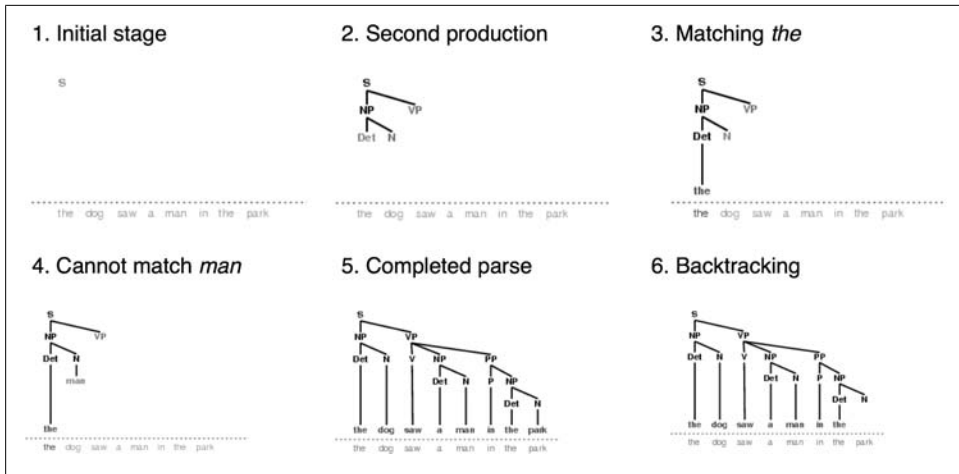 1. Initial stage
S
the dog saw a man in the park
2. Second production
S
NP VP
Det N
the dog saw a man in the park
3. Matching the
S
NP VP
Det N
the
the dog saw a man in the park
4. Cannot match man
S
NP VP
Det N
man
the
the dog saw a man in the park
5. Completed parse
S
NP VP
Det N V NP PP
Det N P NP
Det N
the dog saw a man in the park
the dog saw a man in the park
6. Backtracking
S
NP VP
Det N V NP PP
Det N P NP
Det N
the dog saw a man in the
the dog saw a man in the park